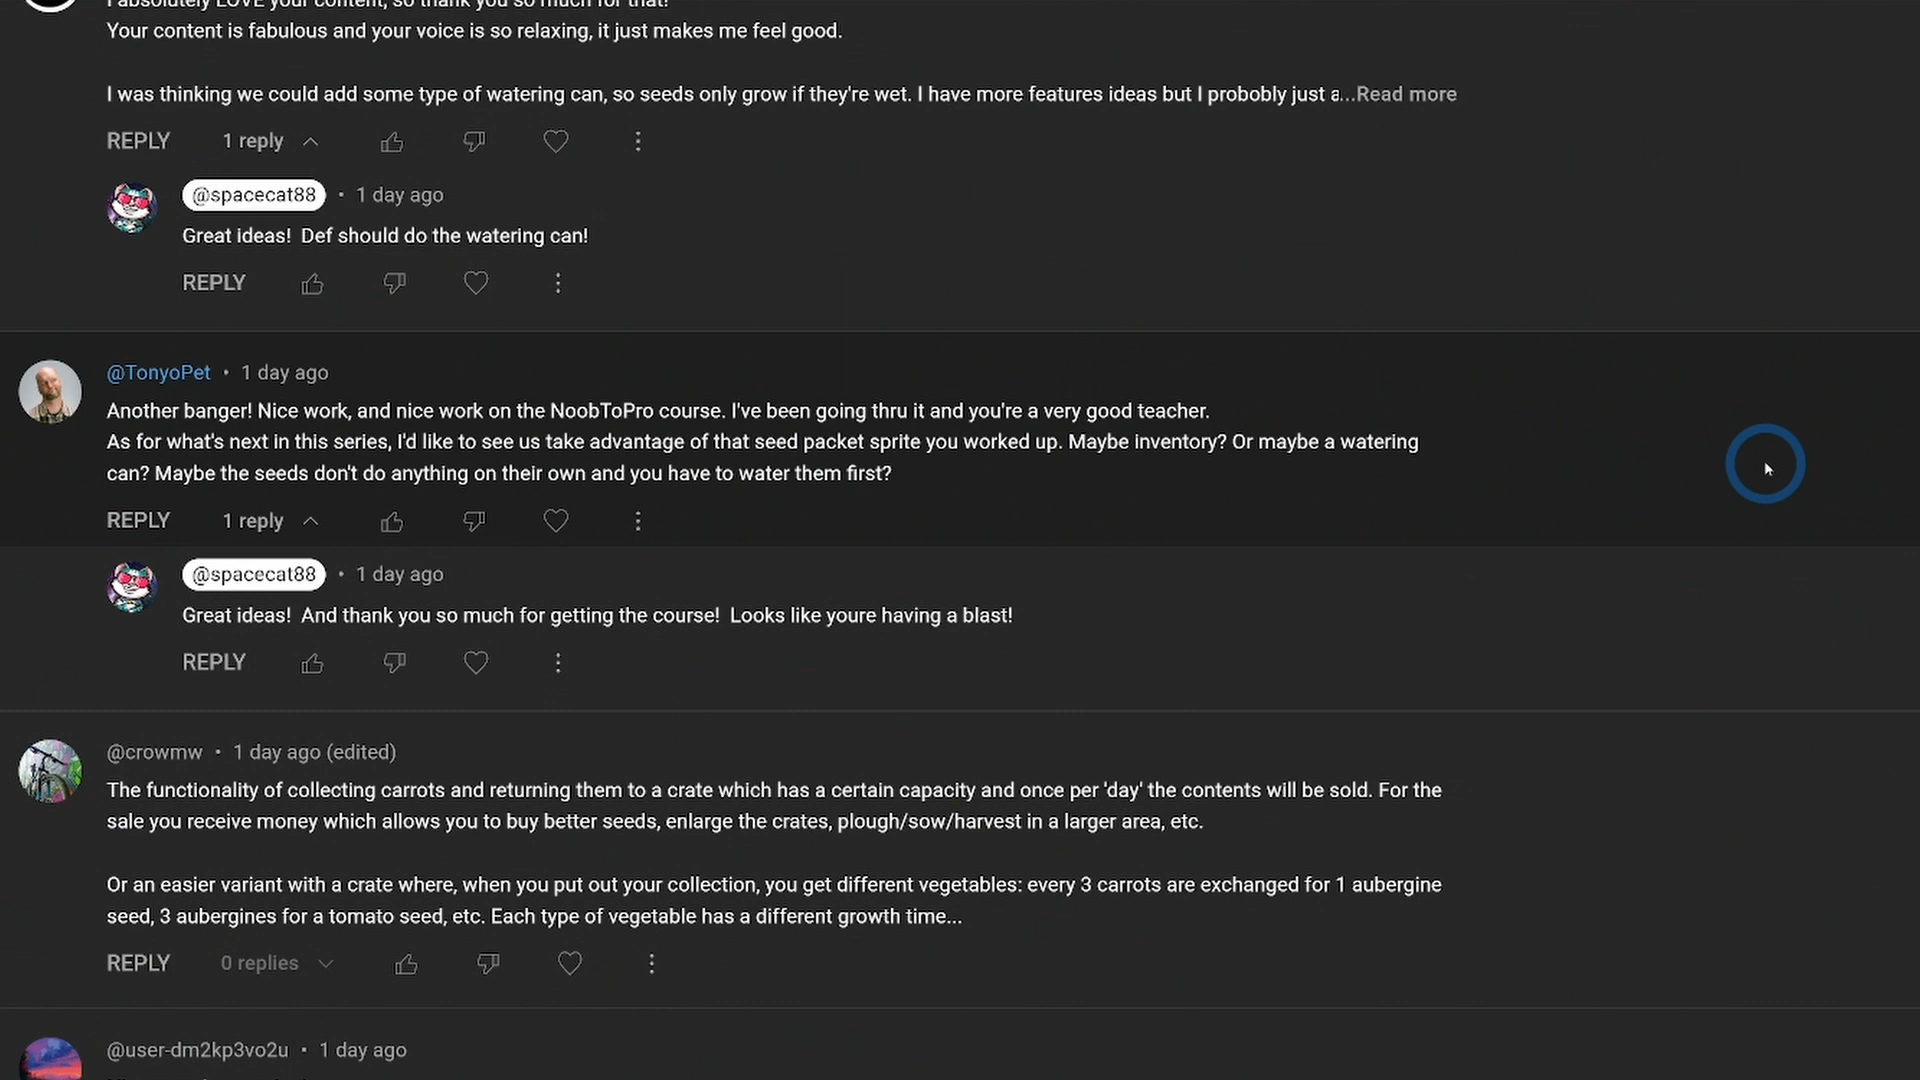 I absolutely LOVE your content, so thank you so much for that!
Your content is fabulous and your voice is so relaxing, it just makes me feel good.
I was thinking we could add some type of watering can, so seeds only grow if they're wet. I have more features ideas but I probobly just a...Read more
REPLY 1 reply
@spacecat88 • 1 day ago
Great ideas!  Def should do the watering can!
REPLY
@TonyoPet • 1 day ago
Another banger! Nice work, and nice work on the NoobToPro course. I've been going thru it and you're a very good teacher.
As for what's next in this series, I'd like to see us take advantage of that seed packet sprite you worked up. Maybe inventory? Or maybe a watering
can? Maybe the seeds don't do anything on their own and you have to water them first?
REPLY 1 reply
@spacecat88 • 1 day ago
Great ideas!  And thank you so much for getting the course!  Looks like youre having a blast!
REPLY
@crowmw • 1 day ago (edited)
The functionality of collecting carrots and returning them to a crate which has a certain capacity and once per 'day' the contents will be sold. For the
sale you receive money which allows you to buy better seeds, enlarge the crates, plough/sow/harvest in a larger area, etc.
Or an easier variant with a crate where, when you put out your collection, you get different vegetables: every 3 carrots are exchanged for 1 aubergine
seed, 3 aubergines for a tomato seed, etc. Each type of vegetable has a different growth time...
REPLY 0 replies
@user-dm2kp3vo2u • 1 day ago